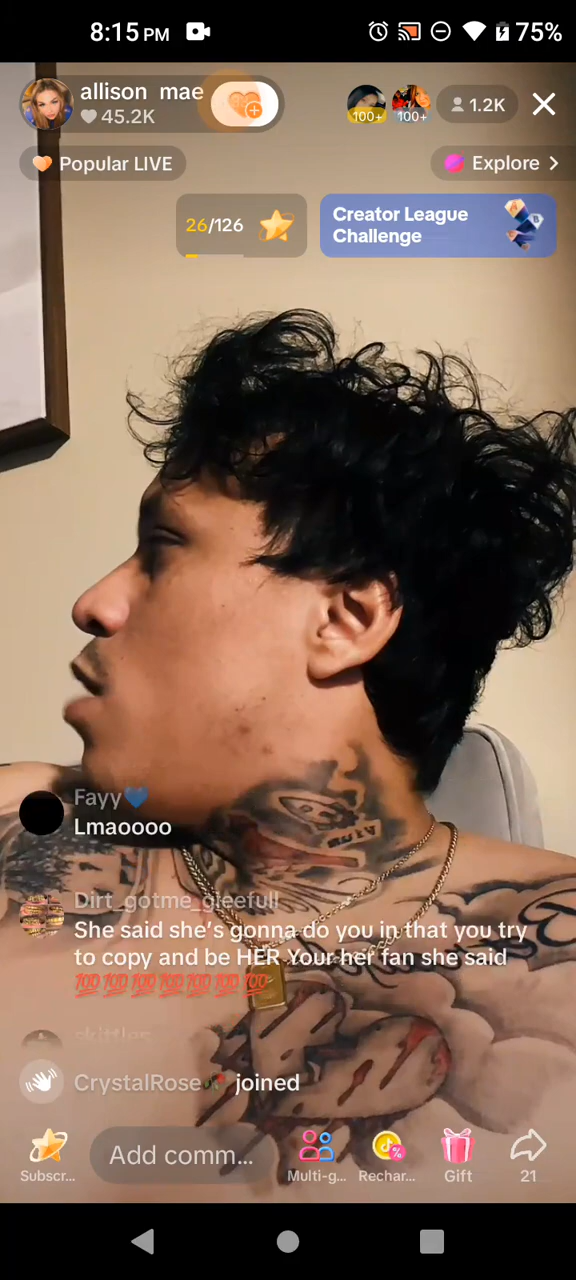 8:15 PM
75%
allison mae
45.2K
100+
100+
1.2K
Popular LIVE
Explore >
26/126
Creator League
Challenge
Fayy💙
Lmaoooo
Dirt_gotme_gleefull
She said she's gonna do you in that you try
to copy and be HER Your her fan she said
💯💯💯💯💯💯💯
skittles
CrystalRose🌹 joined
Add comm...
Subscr...
Multi-g...
Rechar...
Gift
21